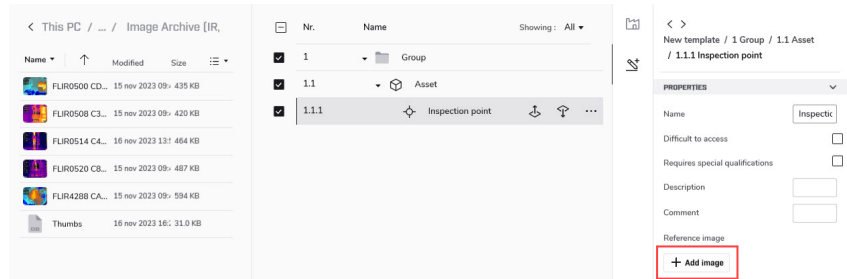 This PC / ... / Image Archive [IR,
Name Modified Size
FLIR0500 CD... 15 nov 2023 09:‹ 435 KB
FLIR0508 C3... 15 nov 2023 09:‹ 420 KB
FLIR0514 C4... 16 nov 2023 13:! 464 KB
FLIR0520 C8... 15 nov 2023 09:‹ 487 KB
FLIR4288 CA... 15 nov 2023 09:‹ 594 KB
Thumbs 16 nov 2023 16:: 31.0 KB
Nr. Name Showing: All
1 Group
1.1 Asset
1.1.1 Inspection point ...
< >
New template / 1 Group / 1.1 Asset
/ 1.1.1 Inspection point
PROPERTIES
Name Inspectic
Difficult to access
Requires special qualifications
Description
Comment
Reference image
+ Add image